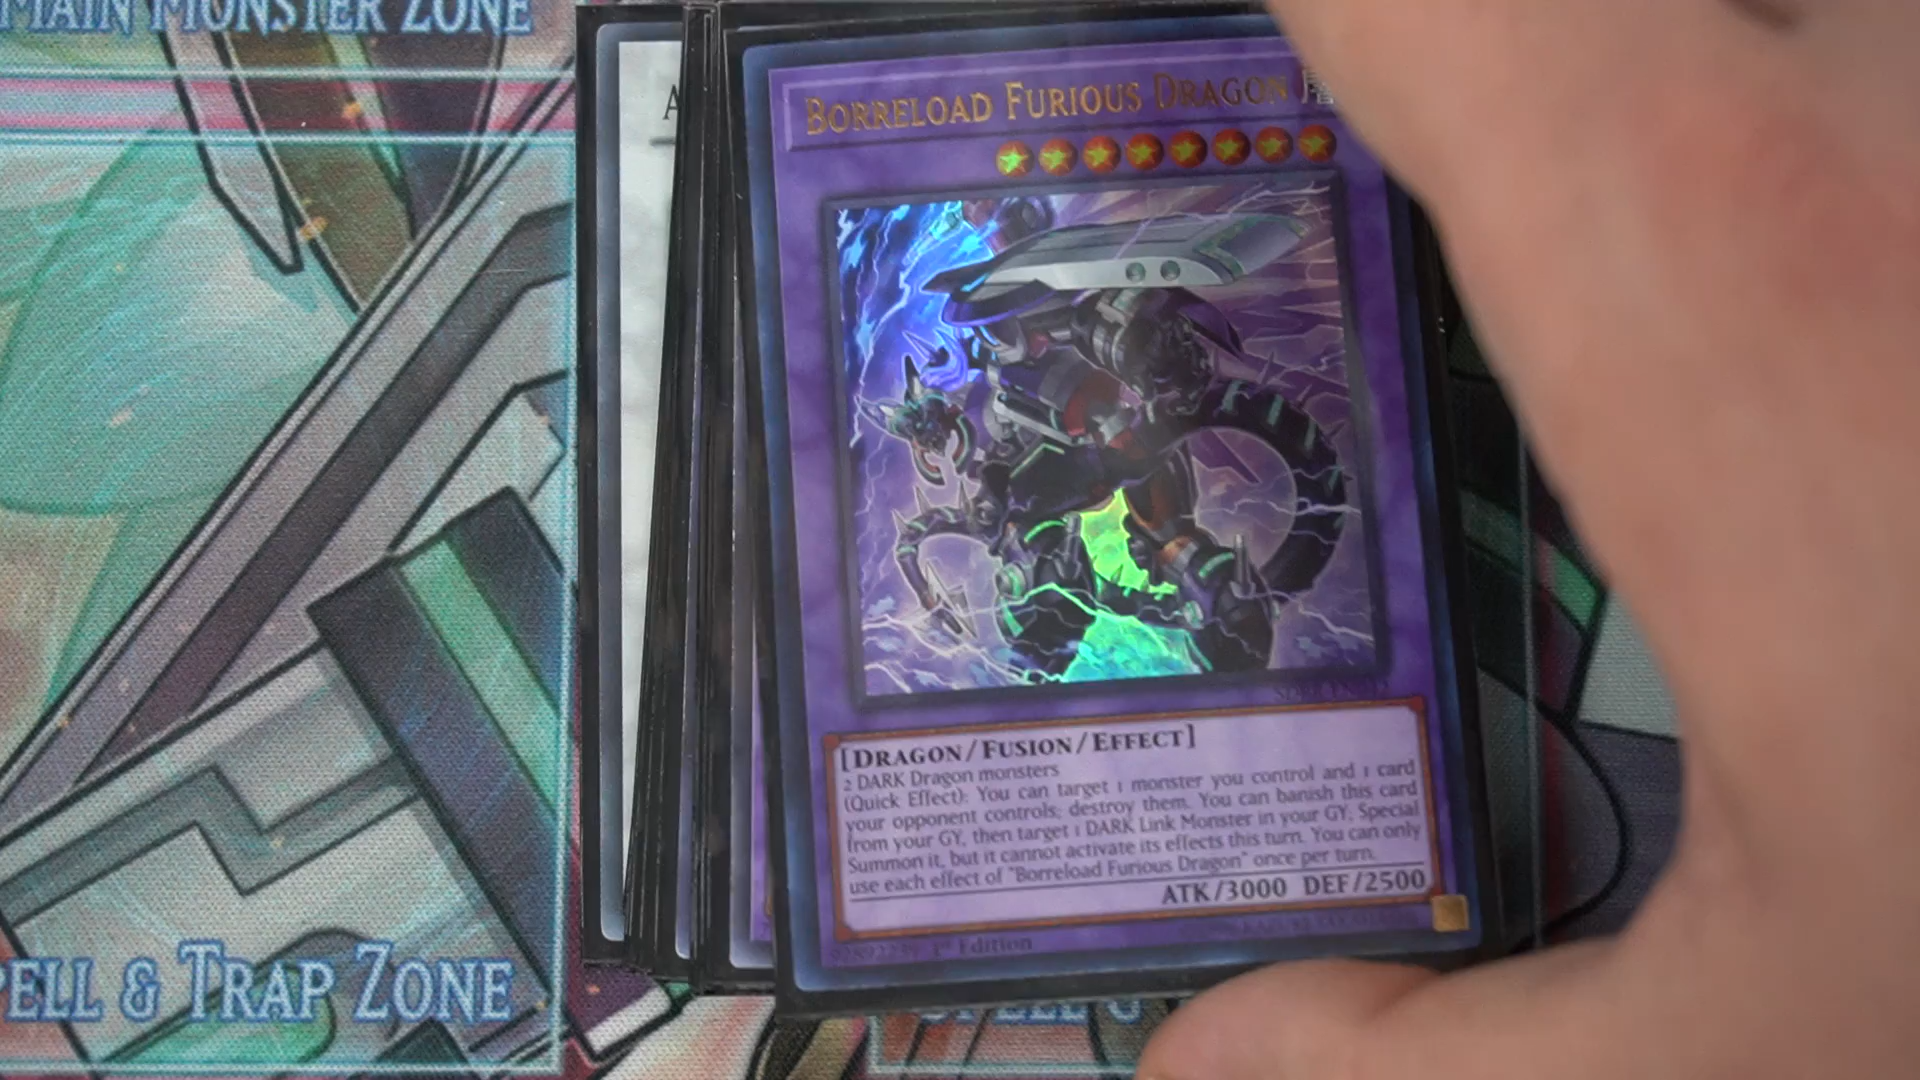 MAIN MONSTER ZONE
A
BORRELOAD FURIOUS DRAGON 闇
[DRAGON/FUSION/EFFECT]
2 DARK Dragon monsters
(Quick Effect): You can target 1 monster you control and 1 card
your opponent controls; destroy them. You can banish this card
from your GY, then target 1 DARK Link Monster in your GY; Special
Summon it, but it cannot activate its effects this turn. You can only
use each effect of "Borreload Furious Dragon" once per turn.
ATK/3000 DEF/2500
1st Edition
PELL & TRAP ZONE
SPELL &